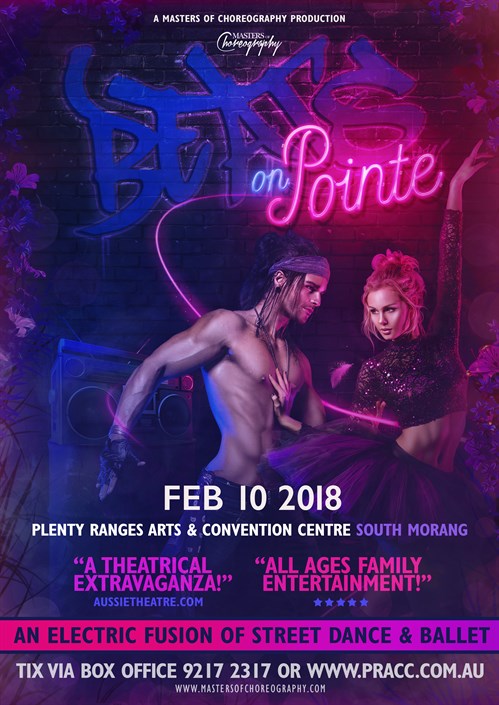 A MASTERS OF CHOREOGRAPHY PRODUCTION
MASTERS OF
Choreography
BEATS
on Pointe
FEB 10 2018
PLENTY RANGES ARTS & CONVENTION CENTRE SOUTH MORANG
“A THEATRICAL
EXTRAVAGANZA!”
AUSSIETHEATRE.COM
“ALL AGES FAMILY
ENTERTAINMENT!”
★★★★★
AN ELECTRIC FUSION OF STREET DANCE & BALLET
TIX VIA BOX OFFICE 9217 2317 OR WWW.PRACC.COM.AU
WWW.MASTERSOFCHOREOGRAPHY.COM